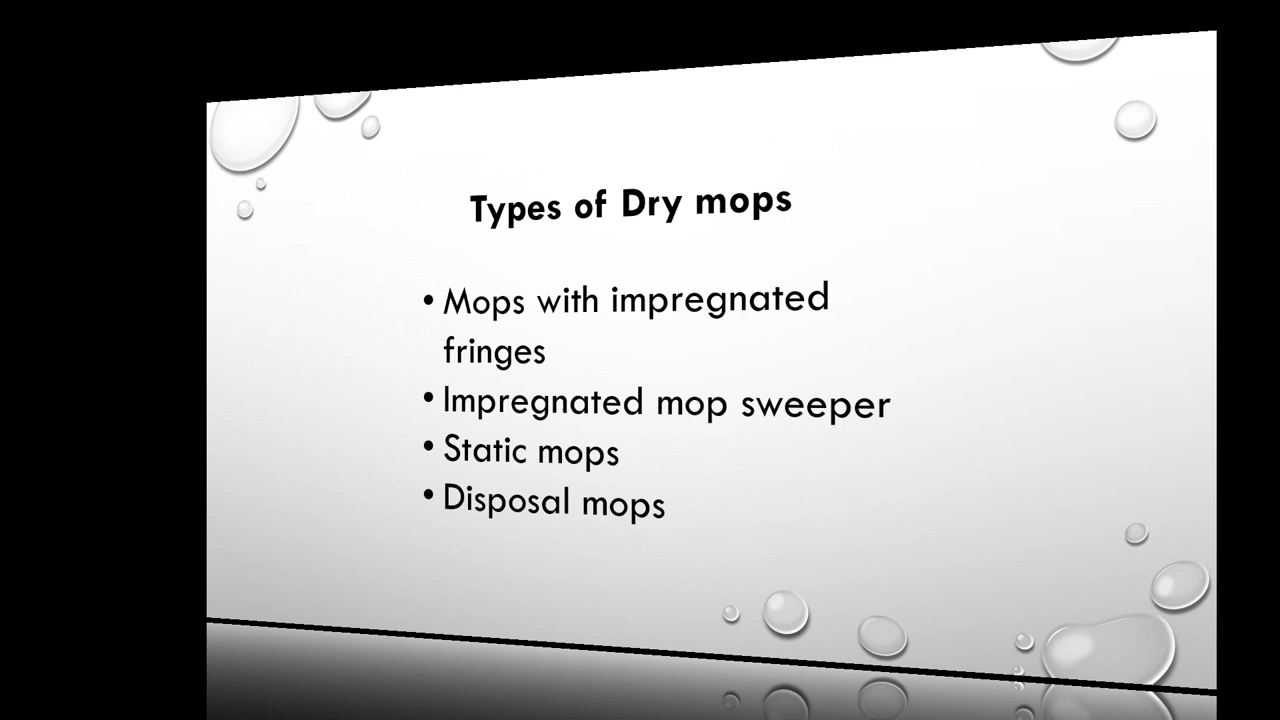 Types of Dry mops
• Mops with impregnated
fringes
• Impregnated mop sweeper
• Static mops
• Disposal mops